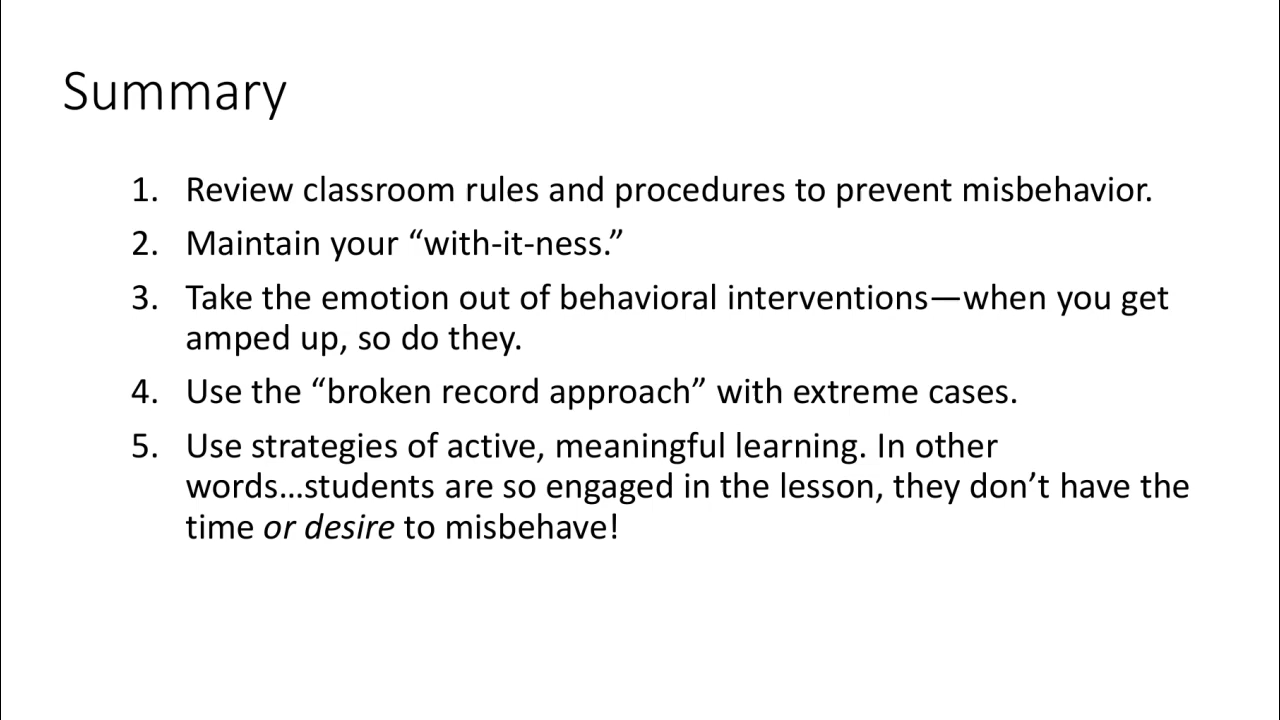 Summary
1. Review classroom rules and procedures to prevent misbehavior.
2. Maintain your “with-it-ness.”
3. Take the emotion out of behavioral interventions—when you get
amped up, so do they.
4. Use the “broken record approach” with extreme cases.
5. Use strategies of active, meaningful learning. In other
words…students are so engaged in the lesson, they don’t have the
time or desire to misbehave!